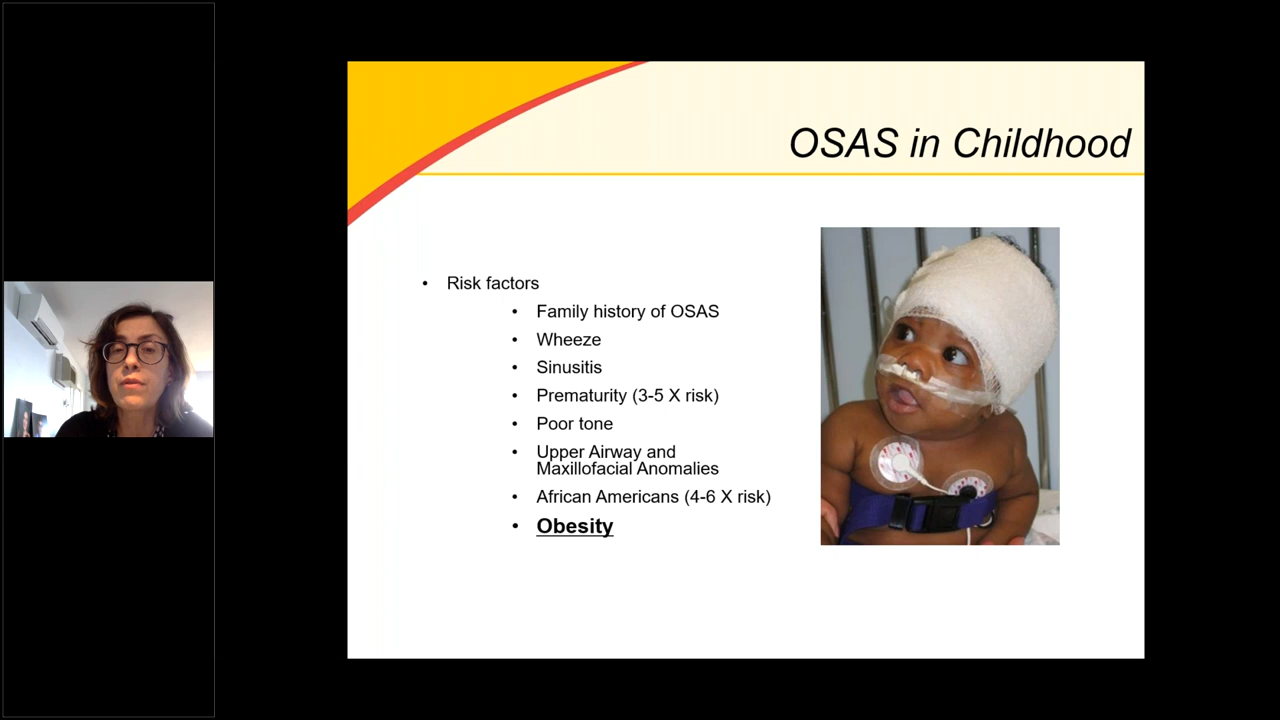 OSAS in Childhood
• Risk factors
• Family history of OSAS
• Wheeze
• Sinusitis
• Prematurity (3-5 X risk)
• Poor tone
• Upper Airway and
Maxillofacial Anomalies
• African Americans (4-6 X risk)
• Obesity